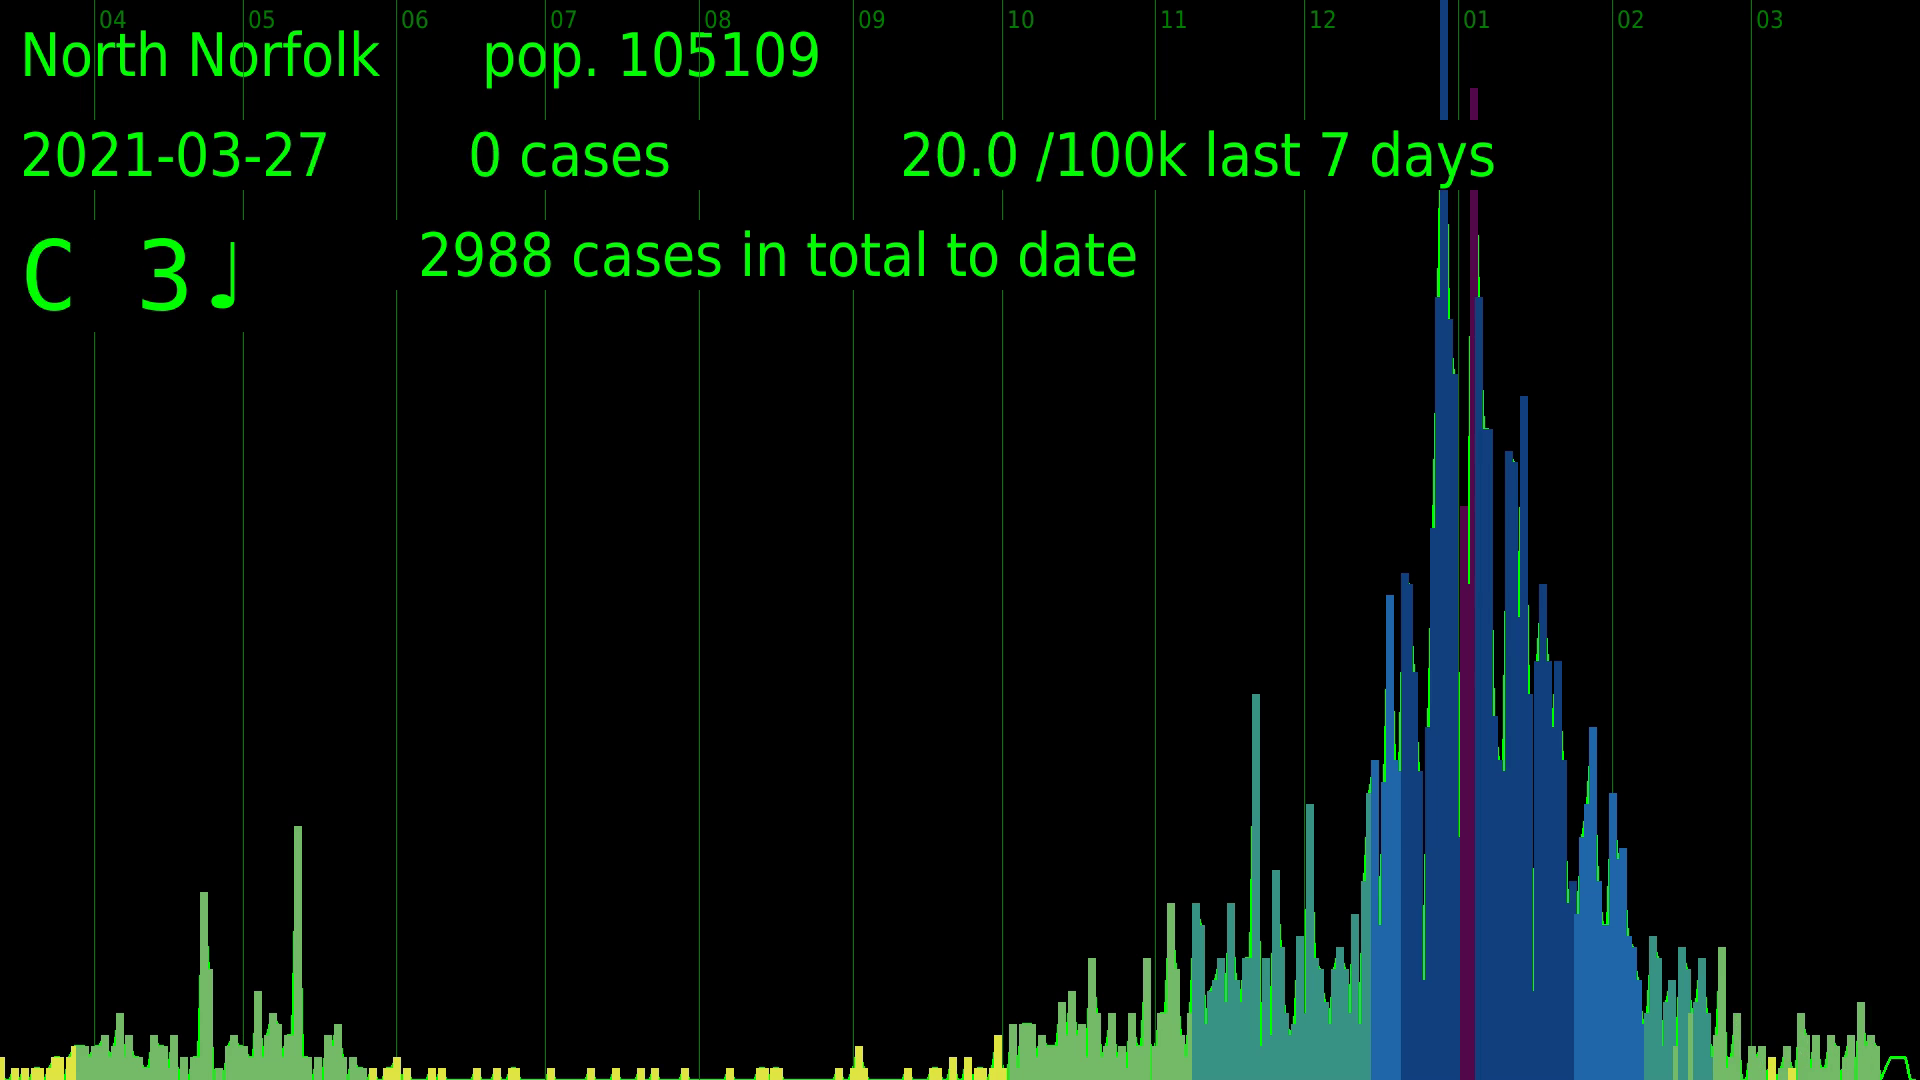 04 05 06 07 08 09 10 11 12 01 02 03
North Norfolk pop. 105109
2021-03-27 0 cases 20.0 /100k last 7 days
C 3♩ 2988 cases in total to date